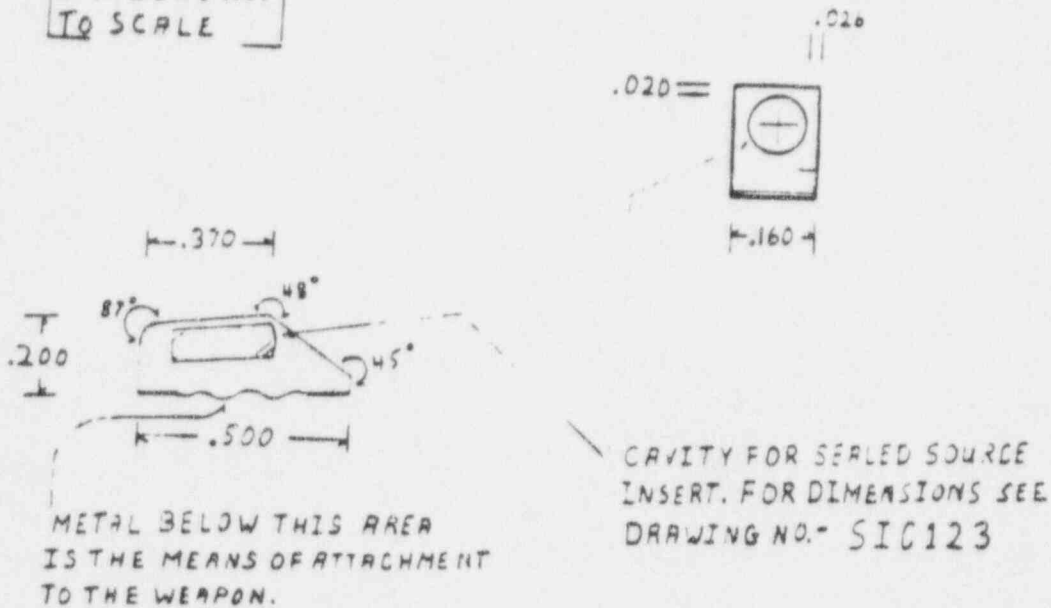 TO SCALE
.020
.020
.160
.370
87°
48°
.200
45°
.500
CAVITY FOR SEALED SOURCE
INSERT. FOR DIMENSIONS SEE
DRAWING NO.- SIC123
METAL BELOW THIS AREA
IS THE MEANS OF ATTACHMENT
TO THE WEAPON.